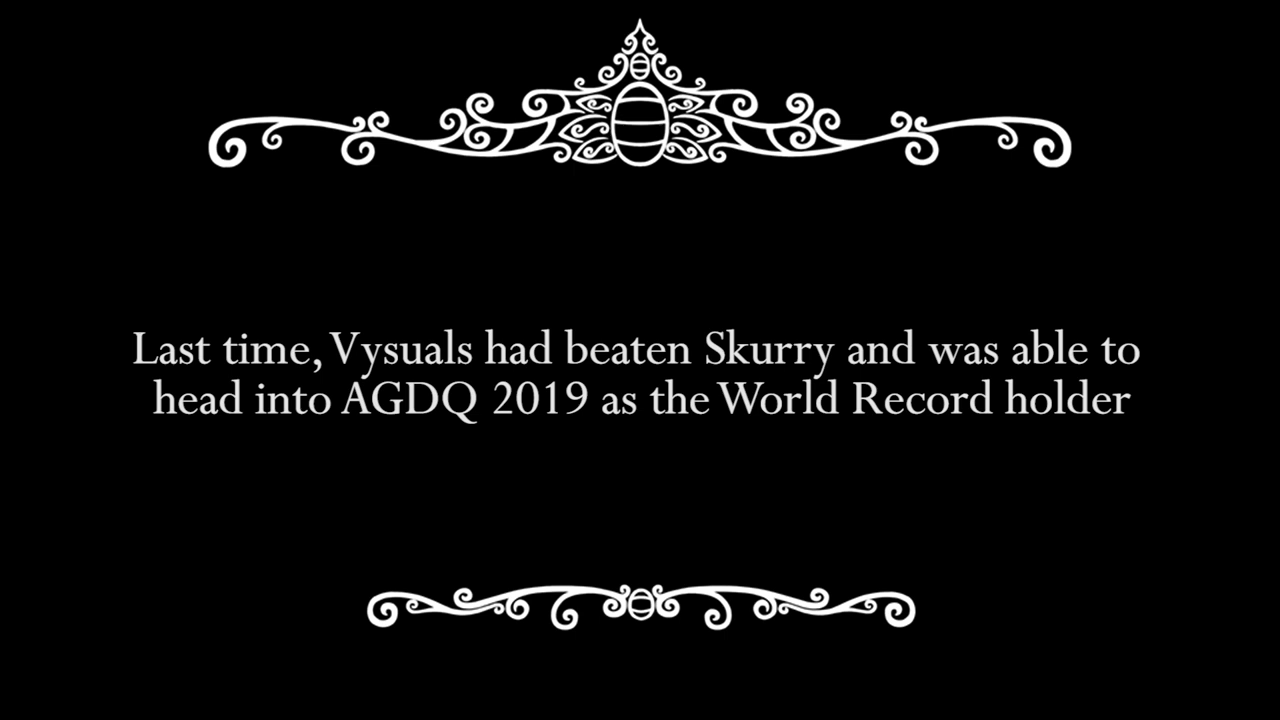 Last time, Vysuals had beaten Skurry and was able to
head into AGDQ 2019 as the World Record holder